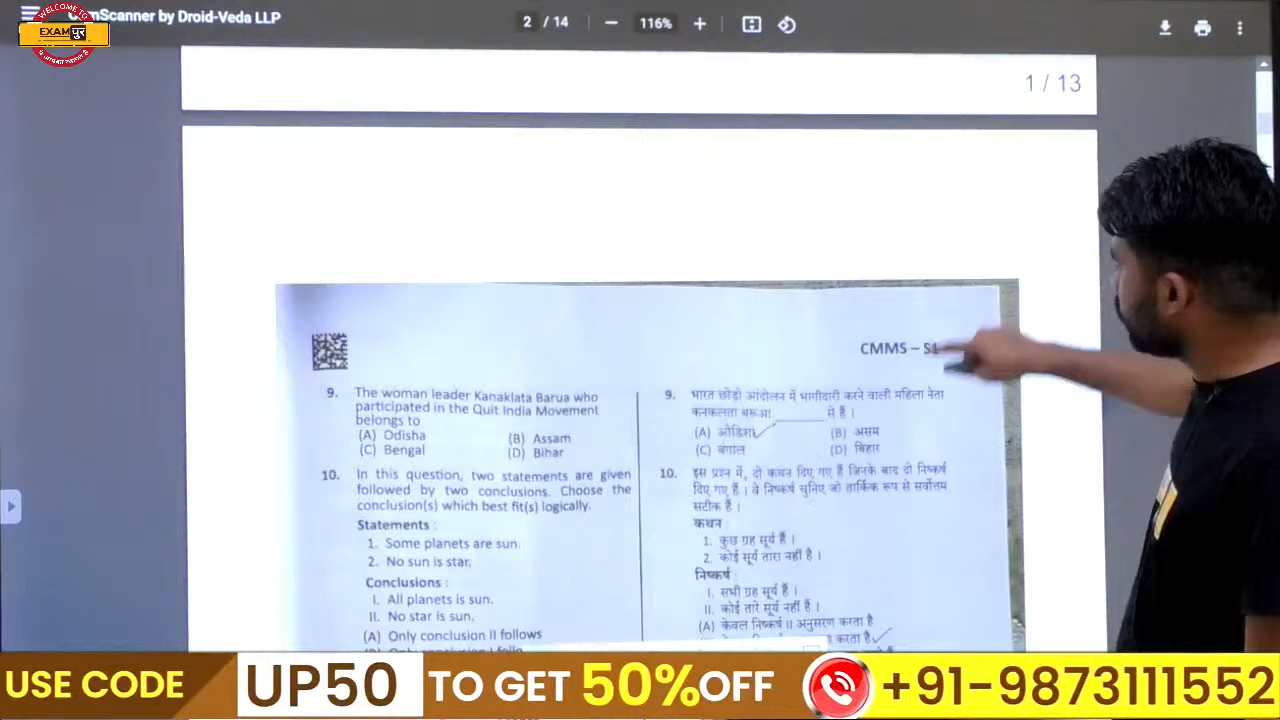 CamScanner by Droid-Veda LLP
2 / 14
116%
WELCOME TO
EXAMपुर
1 / 13
CMMS – S1
9. The woman leader Kanaklata Barua who
participated in the Quit India Movement
belongs to
(A) Odisha (B) Assam
(C) Bengal (D) Bihar
10. In this question, two statements are given
followed by two conclusions. Choose the
conclusion(s) which best fit(s) logically.
Statements :
1. Some planets are sun.
2. No sun is star.
Conclusions :
I. All planets is sun.
II. No star is sun.
(A) Only conclusion II follows
9. भारत छोड़ो आंदोलन में भागीदारी करने वाली महिला नेता
कनकलता बरूआ ________ से हैं ।
(A) ओडिशा (B) असम
(C) बंगाल (D) बिहार
10. इस प्रश्न में, दो कथन दिए गए हैं जिनके बाद दो निष्कर्ष
दिए गए हैं । वे निष्कर्ष चुनिए जो तार्किक रूप से सर्वोत्तम
सटीक हैं ।
कथन :
1. कुछ ग्रह सूर्य हैं ।
2. कोई सूर्य तारा नहीं है ।
निष्कर्ष :
I. सभी ग्रह सूर्य हैं ।
II. कोई तारे सूर्य नहीं हैं ।
(A) केवल निष्कर्ष II अनुसरण करता है
करता है
USE CODE UP50 TO GET 50% OFF +91-9873111552